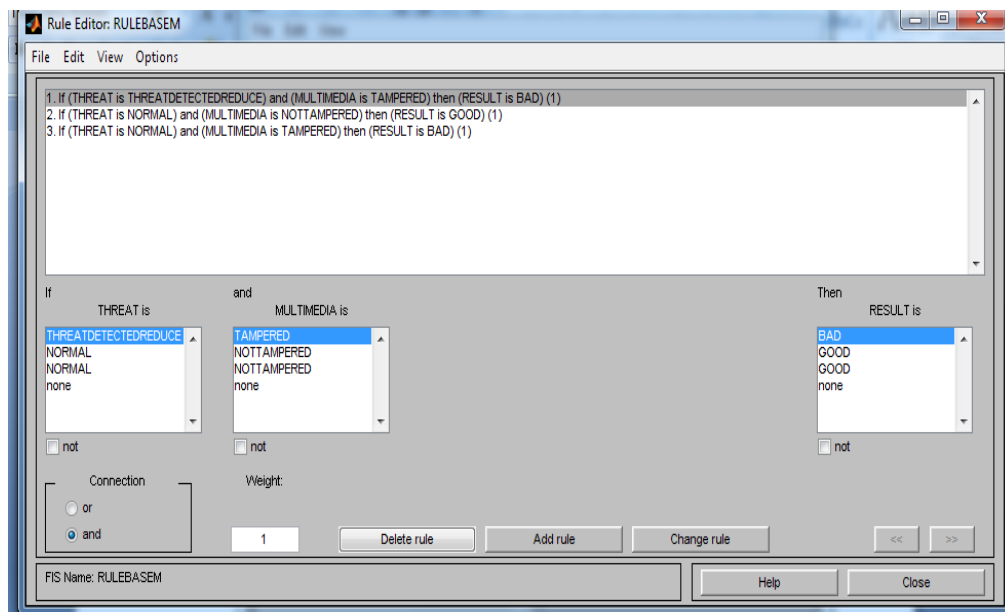 Rule Editor: RULEBASEM
File Edit View Options
1. If (THREAT is THREATDETECTEDREDUCE) and (MULTIMEDIA is TAMPERED) then (RESULT is BAD) (1)
2. If (THREAT is NORMAL) and (MULTIMEDIA is NOTTAMPERED) then (RESULT is GOOD) (1)
3. If (THREAT is NORMAL) and (MULTIMEDIA is TAMPERED) then (RESULT is BAD) (1)
If and Then
THREAT is MULTIMEDIA is RESULT is
THREATDETECTEDREDUCE TAMPERED BAD
NORMAL NOTTAMPERED GOOD
NORMAL NOTTAMPERED GOOD
none none none
not not not
Connection Weight:
or
and 1 Delete rule Add rule Change rule << >>
FIS Name: RULEBASEM Help Close